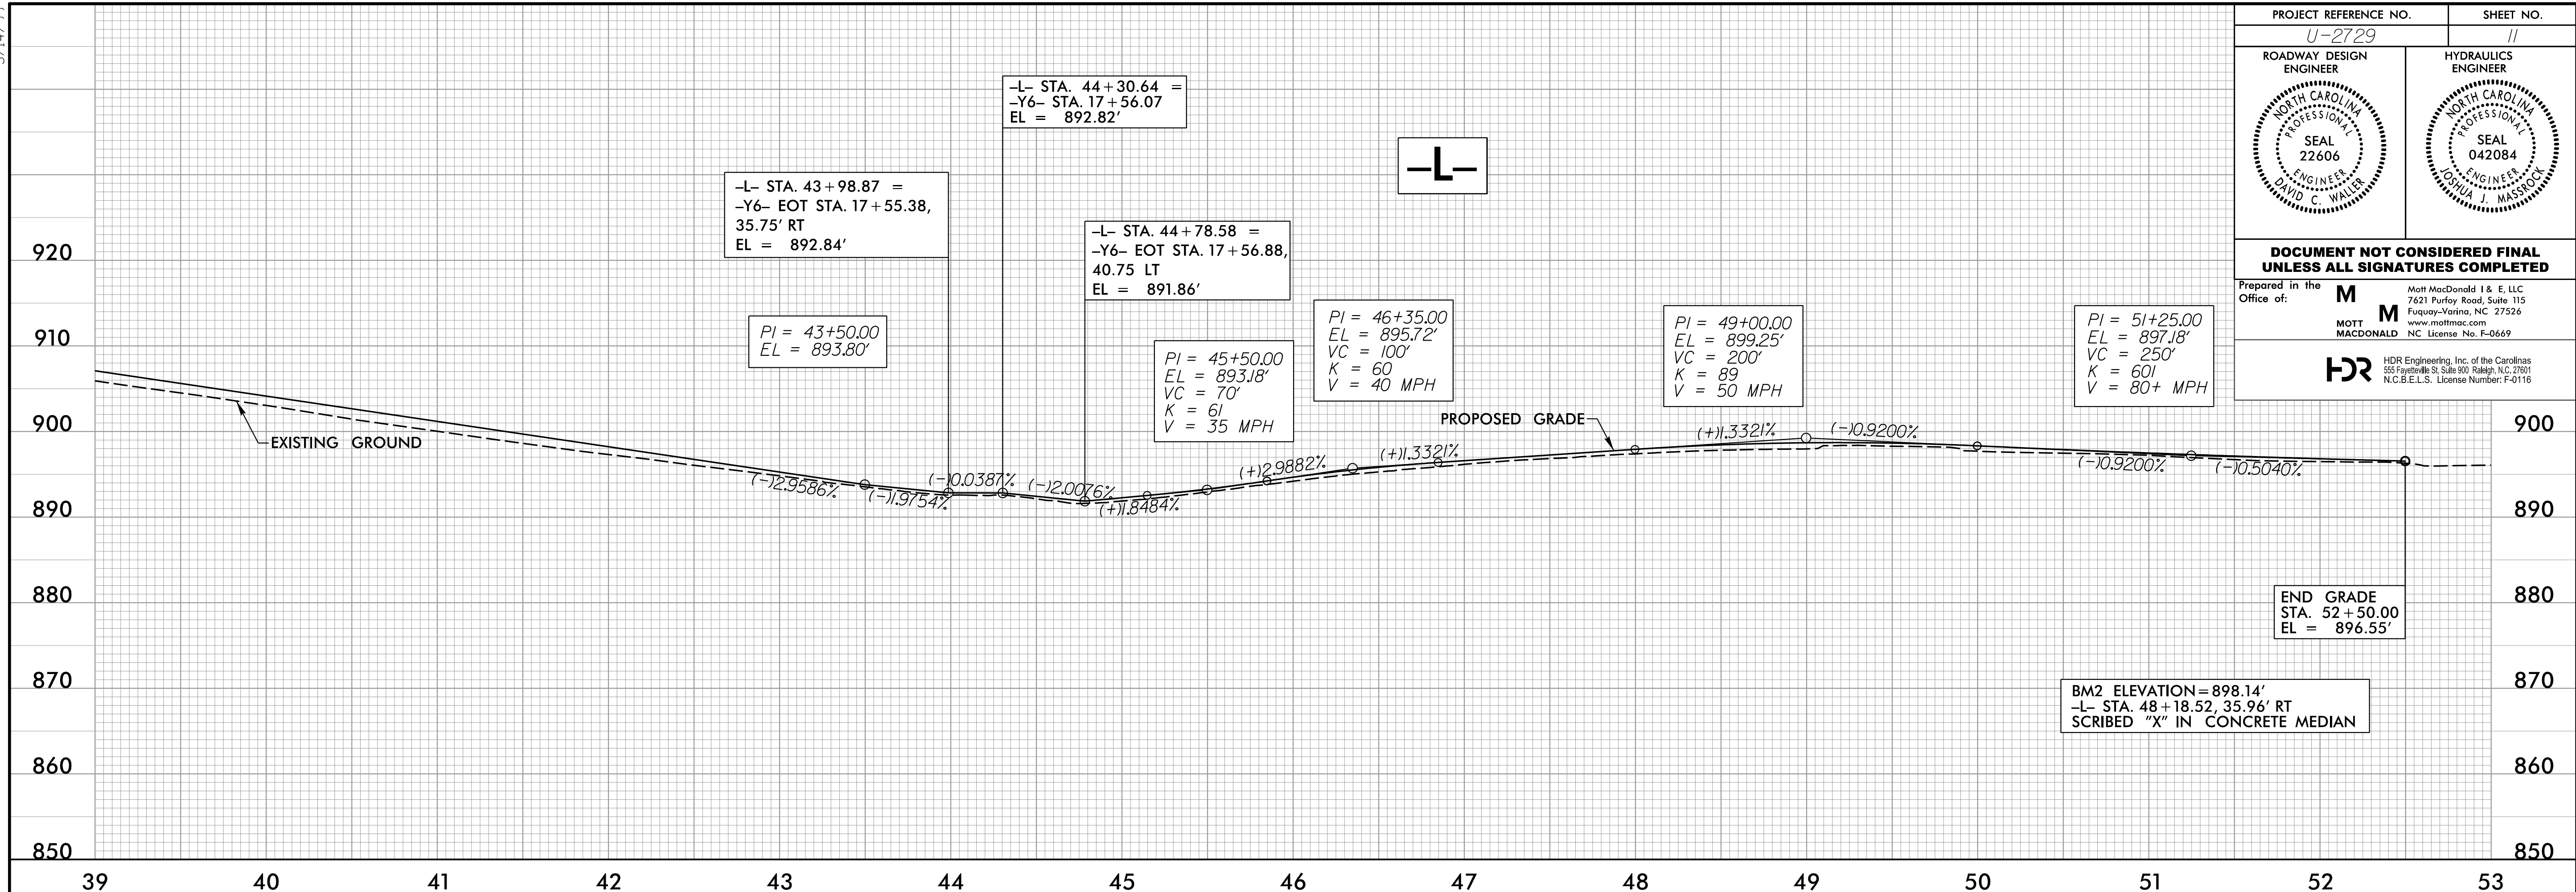 PROJECT REFERENCE NO.
SHEET NO.
U-2729
11
ROADWAY DESIGN
ENGINEER
HYDRAULICS
ENGINEER
NORTH CAROLINA
PROFESSIONAL
SEAL
22606
ENGINEER
DAVID C. WALLER
NORTH CAROLINA
PROFESSIONAL
SEAL
042084
ENGINEER
JOSHUA J. MASSROCK
DOCUMENT NOT CONSIDERED FINAL
UNLESS ALL SIGNATURES COMPLETED
Prepared in the
Office of:
M
M
MOTT
MACDONALD
Mott MacDonald I & E, LLC
7621 Purfoy Road, Suite 115
Fuquay-Varina, NC 27526
www.mottmac.com
NC License No. F-0669
HDR
HDR Engineering, Inc. of the Carolinas
555 Fayetteville St, Suite 900 Raleigh, N.C. 27601
N.C.B.E.L.S. License Number: F-0116
-L- STA. 44+30.64 =
-Y6- STA. 17+56.07
EL = 892.82'
-L-
-L- STA. 43+98.87 =
-Y6- EOT STA. 17+55.38,
35.75' RT
EL = 892.84'
-L- STA. 44+78.58 =
-Y6- EOT STA. 17+56.88,
40.75 LT
EL = 891.86'
PI = 43+50.00
EL = 893.80'
PI = 45+50.00
EL = 893.18'
VC = 70'
K = 61
V = 35 MPH
PI = 46+35.00
EL = 895.72'
VC = 100'
K = 60
V = 40 MPH
PI = 49+00.00
EL = 899.25'
VC = 200'
K = 89
V = 50 MPH
PI = 51+25.00
EL = 897.18'
VC = 250'
K = 601
V = 80+ MPH
EXISTING GROUND
PROPOSED GRADE
(-)2.9586%
(-)1.9754%
(-)0.0387%
(-)2.0076%
(+)1.8484%
(+)2.9882%
(+)1.3321%
(+)1.3321%
(-)0.9200%
(-)0.9200%
(-)0.5040%
END GRADE
STA. 52+50.00
EL = 896.55'
BM2 ELEVATION=898.14'
-L- STA. 48+18.52, 35.96' RT
SCRIBED "X" IN CONCRETE MEDIAN
920
910
900
890
880
870
860
850
900
890
880
870
860
850
39 40 41 42 43 44 45 46 47 48 49 50 51 52 53